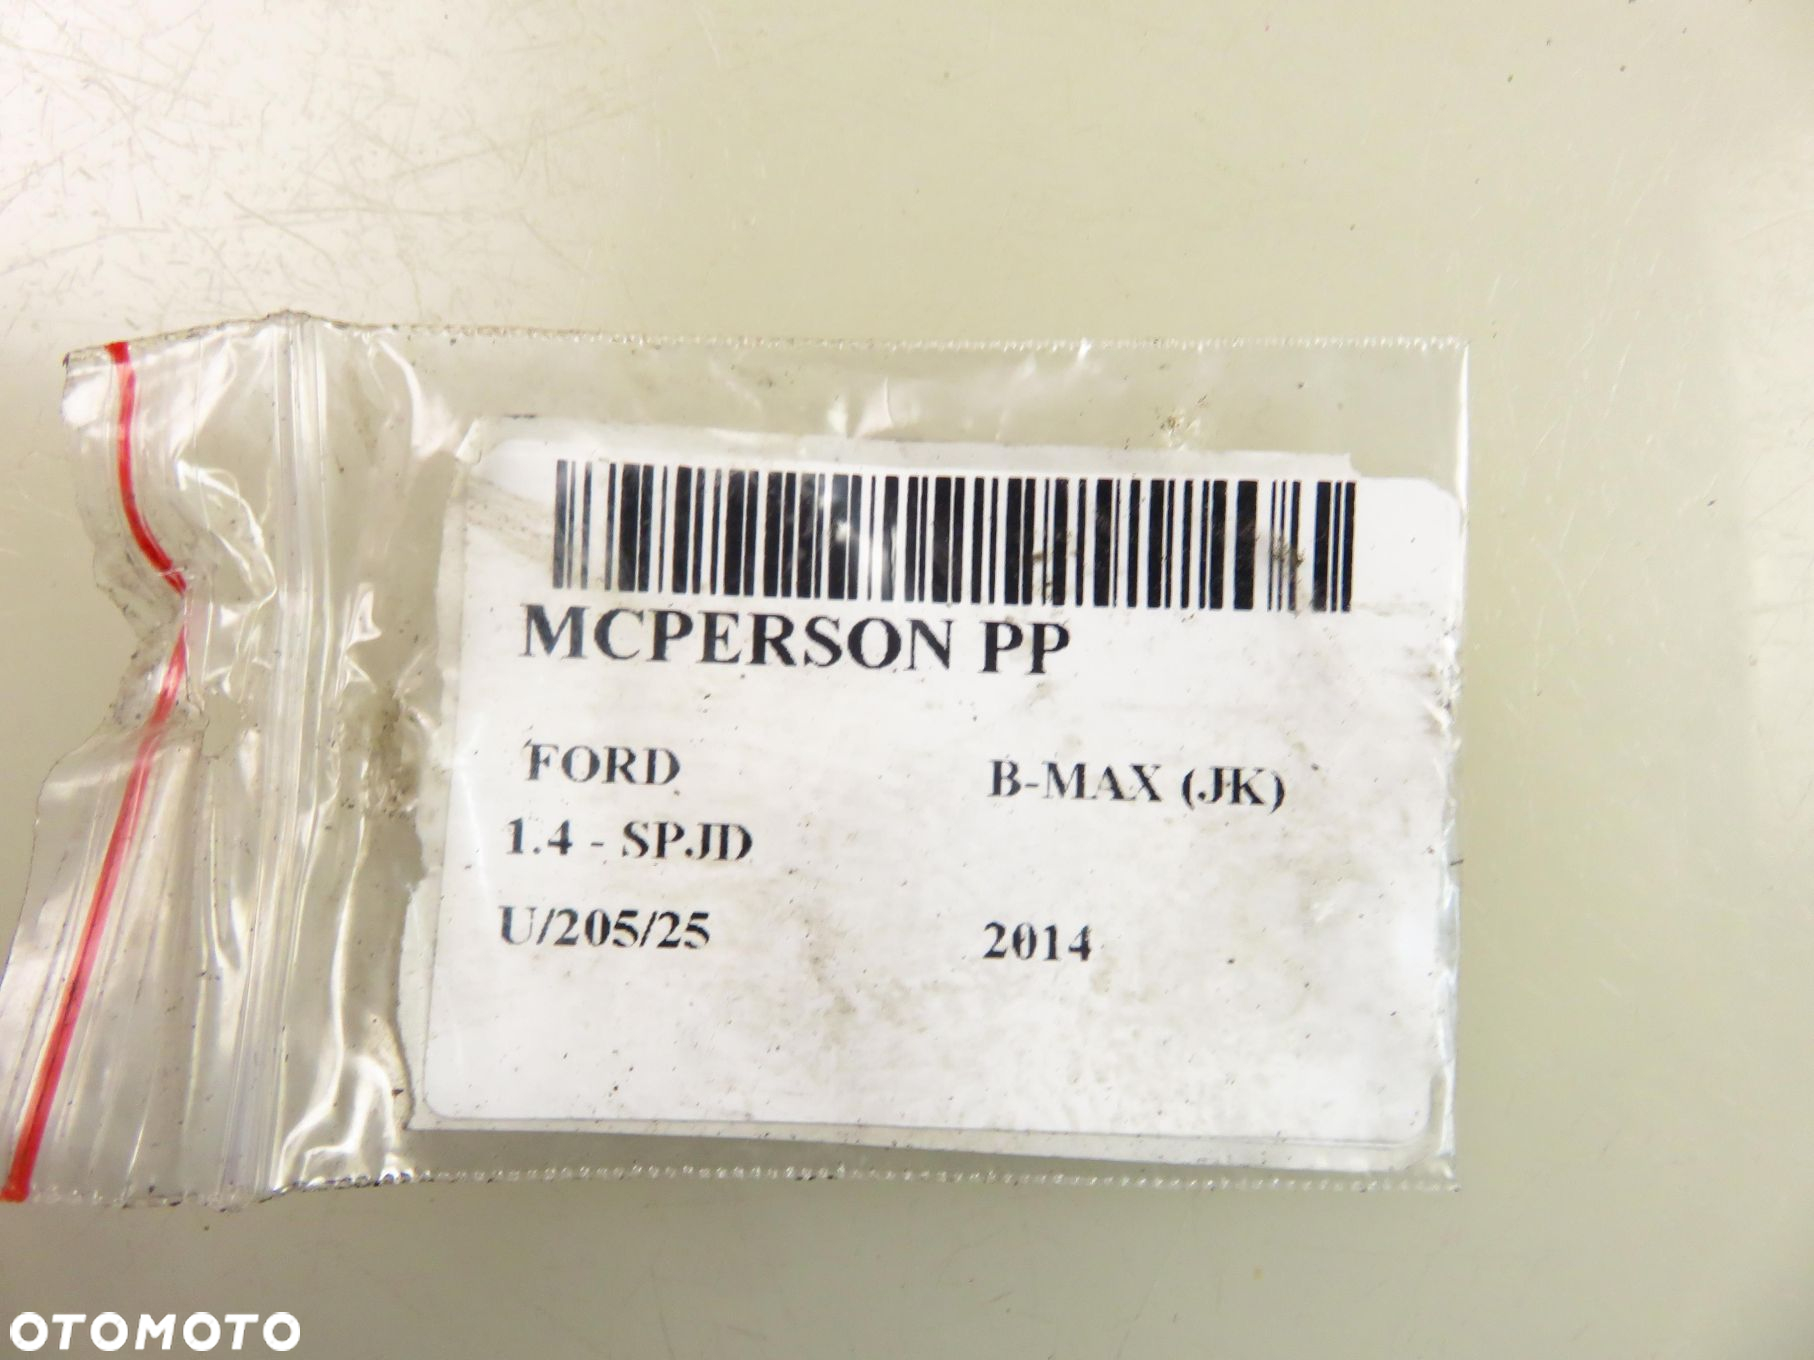 MCPERSON PP
FORD B-MAX (JK)
1.4 - SPJD
U/205/25 2014
OTOMOTO